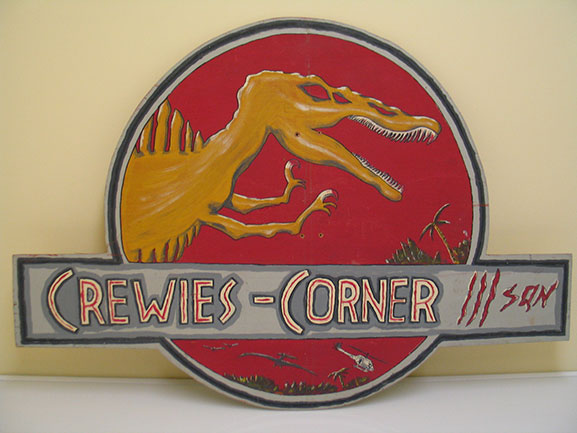 CREWIES - CORNER III SQN